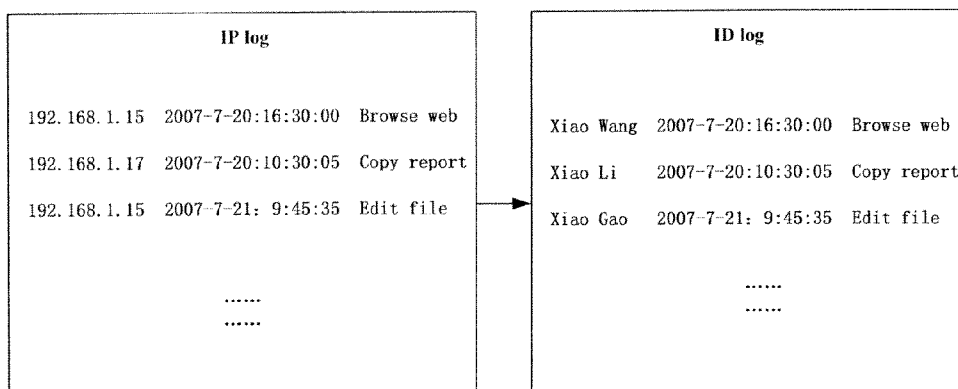 IP log
192.168.1.15 2007-7-20:16:30:00 Browse web
192.168.1.17 2007-7-20:10:30:05 Copy report
192.168.1.15 2007-7-21: 9:45:35 Edit file
……
……
ID log
Xiao Wang 2007-7-20:16:30:00 Browse web
Xiao Li 2007-7-20:10:30:05 Copy report
Xiao Gao 2007-7-21: 9:45:35 Edit file
……
……